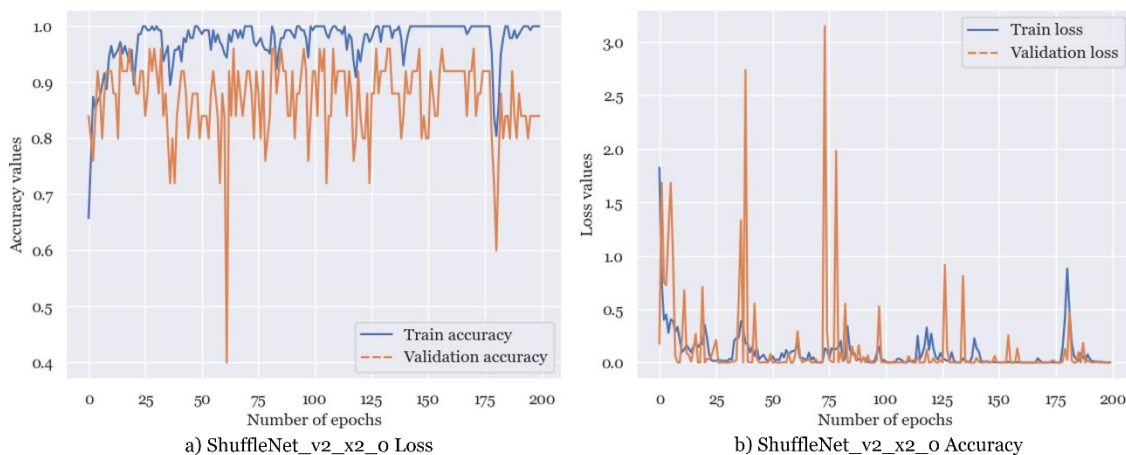 1.0
0.9
0.8
0.7
0.6
0.5
0.4
Accuracy values
Train accuracy
Validation accuracy
0 25 50 75 100 125 150 175 200
Number of epochs
a) ShuffleNet_v2_x2_0 Loss
3.0
2.5
2.0
1.5
1.0
0.5
0.0
Loss values
Train loss
Validation loss
0 25 50 75 100 125 150 175 200
Number of epochs
b) ShuffleNet_v2_x2_0 Accuracy